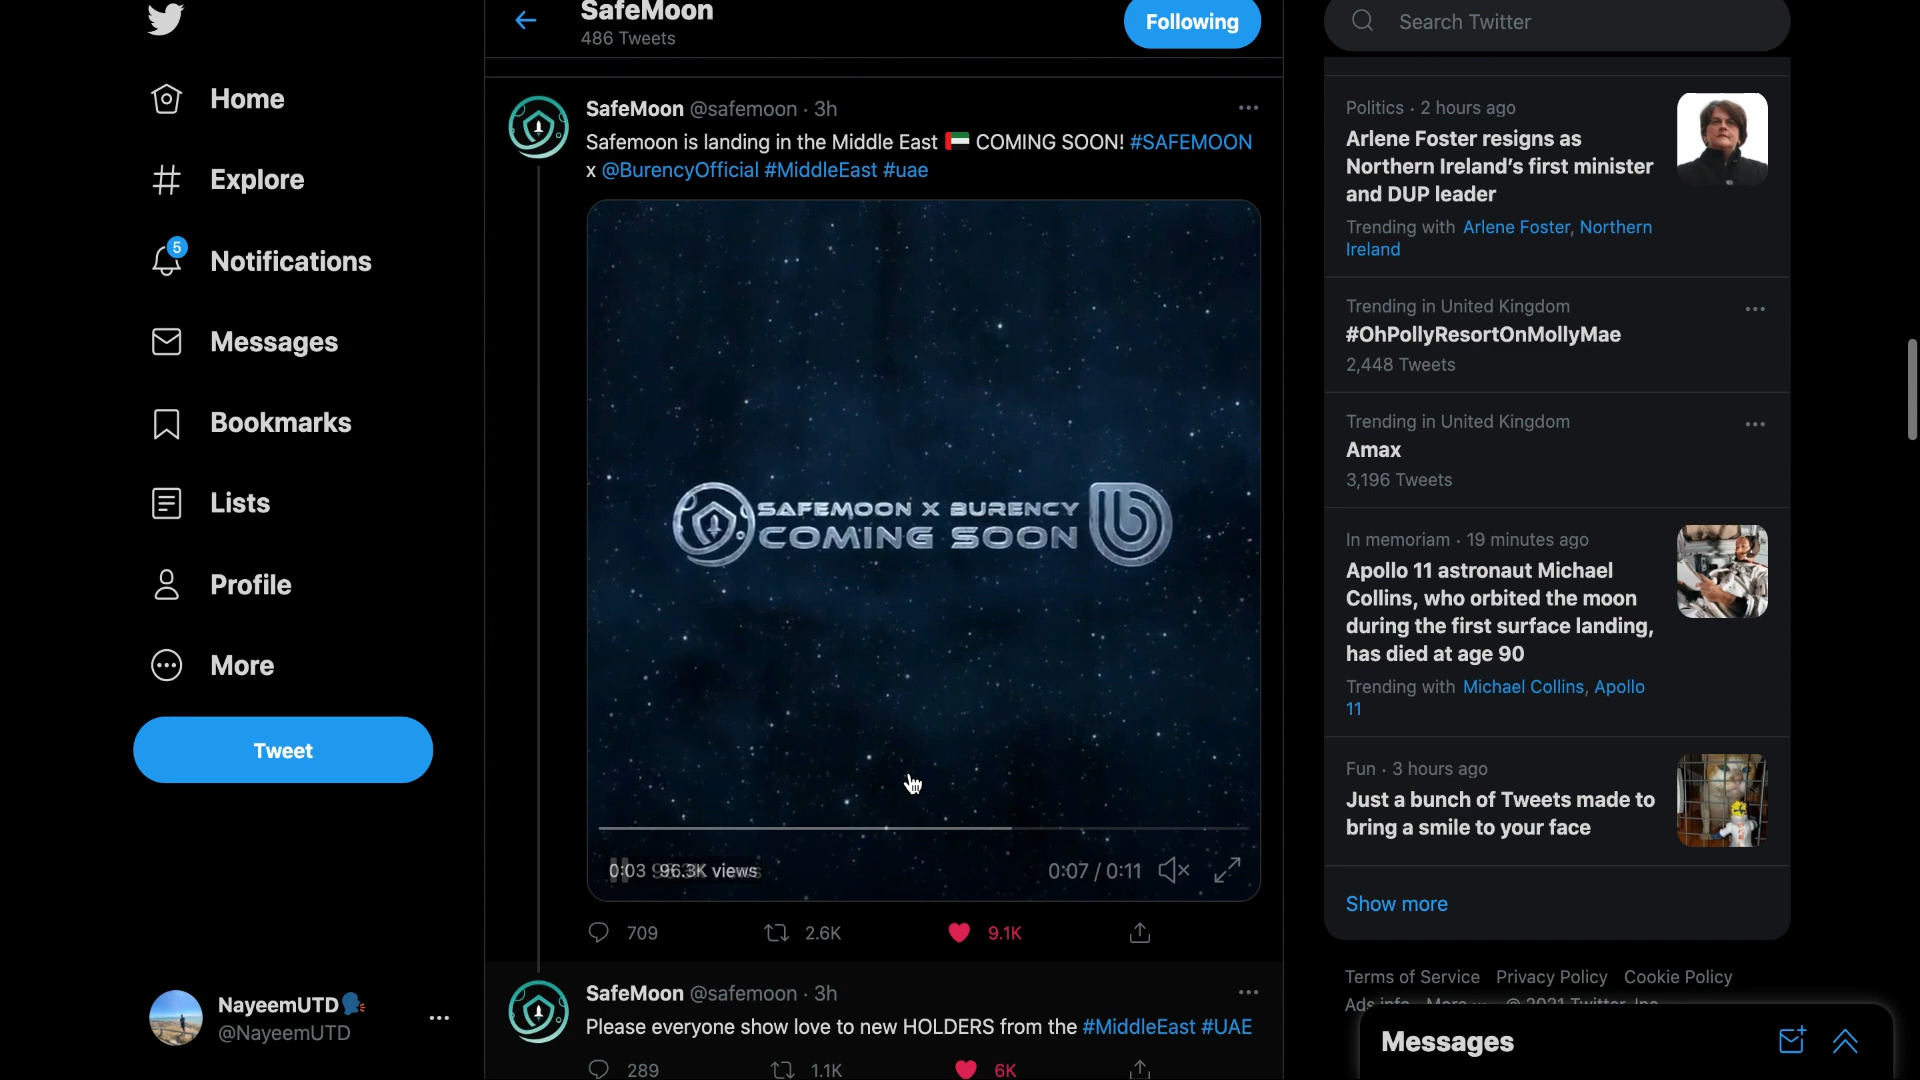 Home
Explore
5
Notifications
Messages
Bookmarks
Lists
Profile
More
Tweet
NayeemUTD
@NayeemUTD
SafeMoon
486 Tweets
Following
SafeMoon @safemoon · 3h
Safemoon is landing in the Middle East 🇦🇪 COMING SOON! #SAFEMOON
x @BurencyOfficial #MiddleEast #uae
SAFEMOON X BURENCY
COMING SOON
0:03 96.3K views
0:07 / 0:11
709 2.6K 9.1K
SafeMoon @safemoon · 3h
Please everyone show love to new HOLDERS from the #MiddleEast #UAE
289 1.1K 6K
Search Twitter
Politics · 2 hours ago
Arlene Foster resigns as
Northern Ireland's first minister
and DUP leader
Trending with Arlene Foster, Northern
Ireland
Trending in United Kingdom
#OhPollyResortOnMollyMae
2,448 Tweets
Trending in United Kingdom
Amax
3,196 Tweets
In memoriam · 19 minutes ago
Apollo 11 astronaut Michael
Collins, who orbited the moon
during the first surface landing,
has died at age 90
Trending with Michael Collins, Apollo
11
Fun · 3 hours ago
Just a bunch of Tweets made to
bring a smile to your face
Show more
Terms of Service Privacy Policy Cookie Policy
Ads info More ... © 2021 Twitter, Inc.
Messages